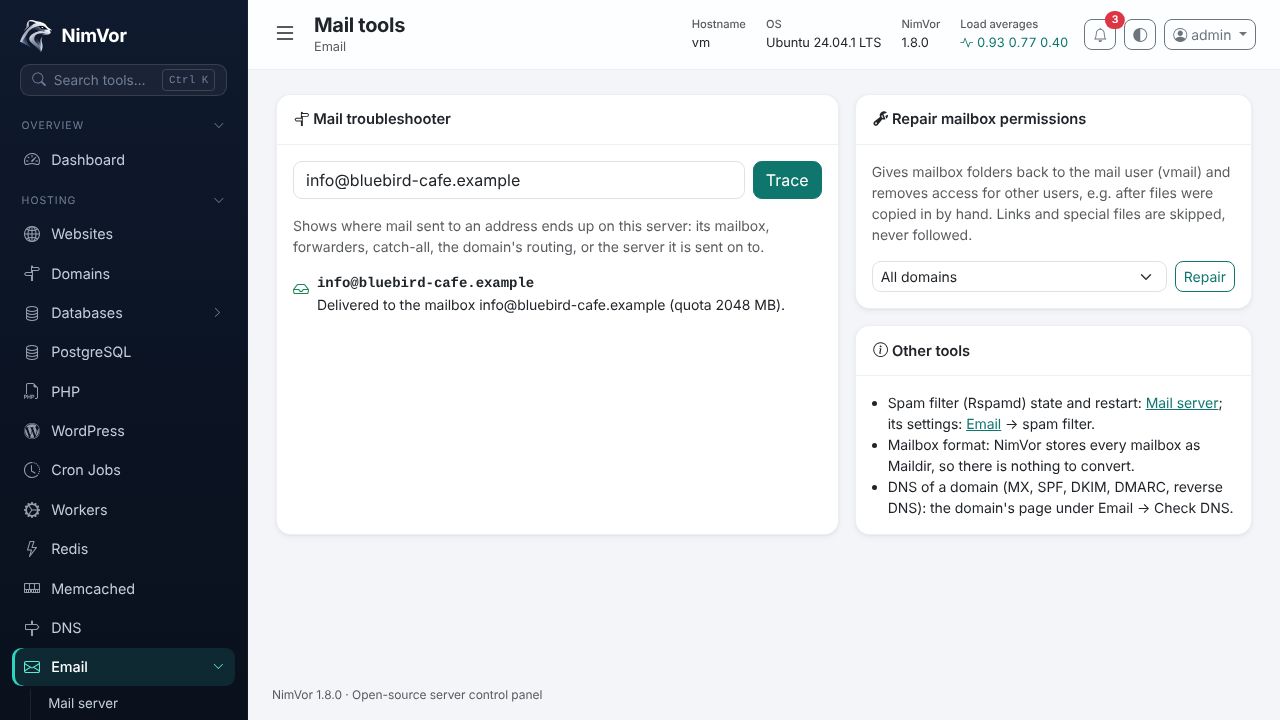 NimVor
Search tools...
Ctrl K
OVERVIEW
Dashboard
HOSTING
Websites
Domains
Databases
PostgreSQL
PHP
WordPress
Cron Jobs
Workers
Redis
Memcached
DNS
Email
Mail server
Mail tools
Email
Hostname
vm
OS
Ubuntu 24.04.1 LTS
NimVor
1.8.0
Load averages
0.93 0.77 0.40
3
admin
Mail troubleshooter
info@bluebird-cafe.example
Trace
Shows where mail sent to an address ends up on this server: its mailbox,
forwarders, catch-all, the domain's routing, or the server it is sent on to.
info@bluebird-cafe.example
Delivered to the mailbox info@bluebird-cafe.example (quota 2048 MB).
Repair mailbox permissions
Gives mailbox folders back to the mail user (vmail) and
removes access for other users, e.g. after files were
copied in by hand. Links and special files are skipped,
never followed.
All domains
Repair
Other tools
• Spam filter (Rspamd) state and restart: Mail server;
its settings: Email → spam filter.
• Mailbox format: NimVor stores every mailbox as
Maildir, so there is nothing to convert.
• DNS of a domain (MX, SPF, DKIM, DMARC, reverse
DNS): the domain's page under Email → Check DNS.
NimVor 1.8.0 · Open-source server control panel